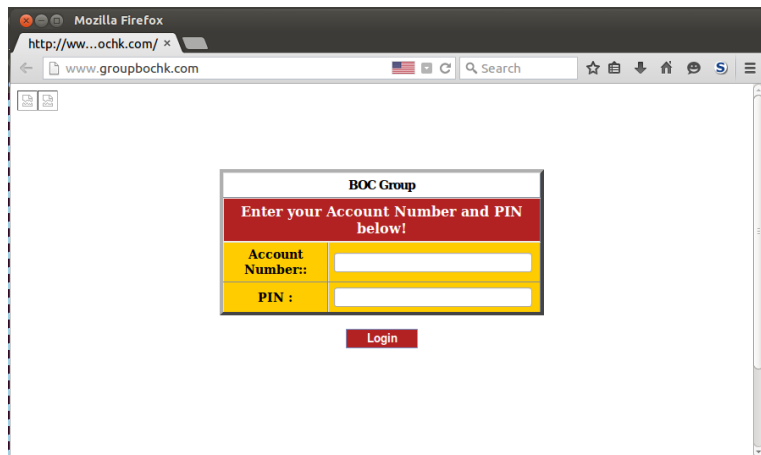 Mozilla Firefox
http://ww...ochk.com/ ×
www.groupbochk.com
Search
BOC Group
Enter your Account Number and PIN
below!
Account
Number::
PIN :
Login